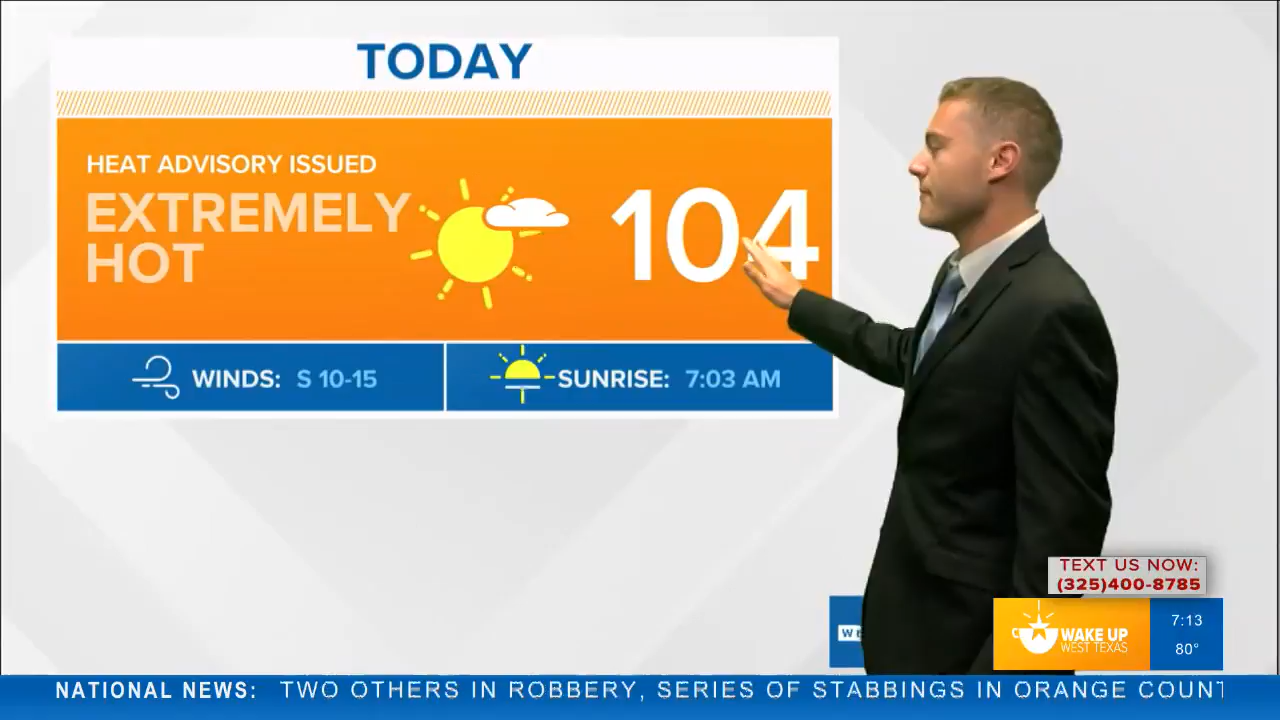 TODAY
HEAT ADVISORY ISSUED
EXTREMELY
HOT
104
WINDS: S 10-15
SUNRISE: 7:03 AM
TEXT US NOW:
(325)400-8785
WAKE UP
WEST TEXAS
7:13
80°
NATIONAL NEWS: TWO OTHERS IN ROBBERY, SERIES OF STABBINGS IN ORANGE COUNT